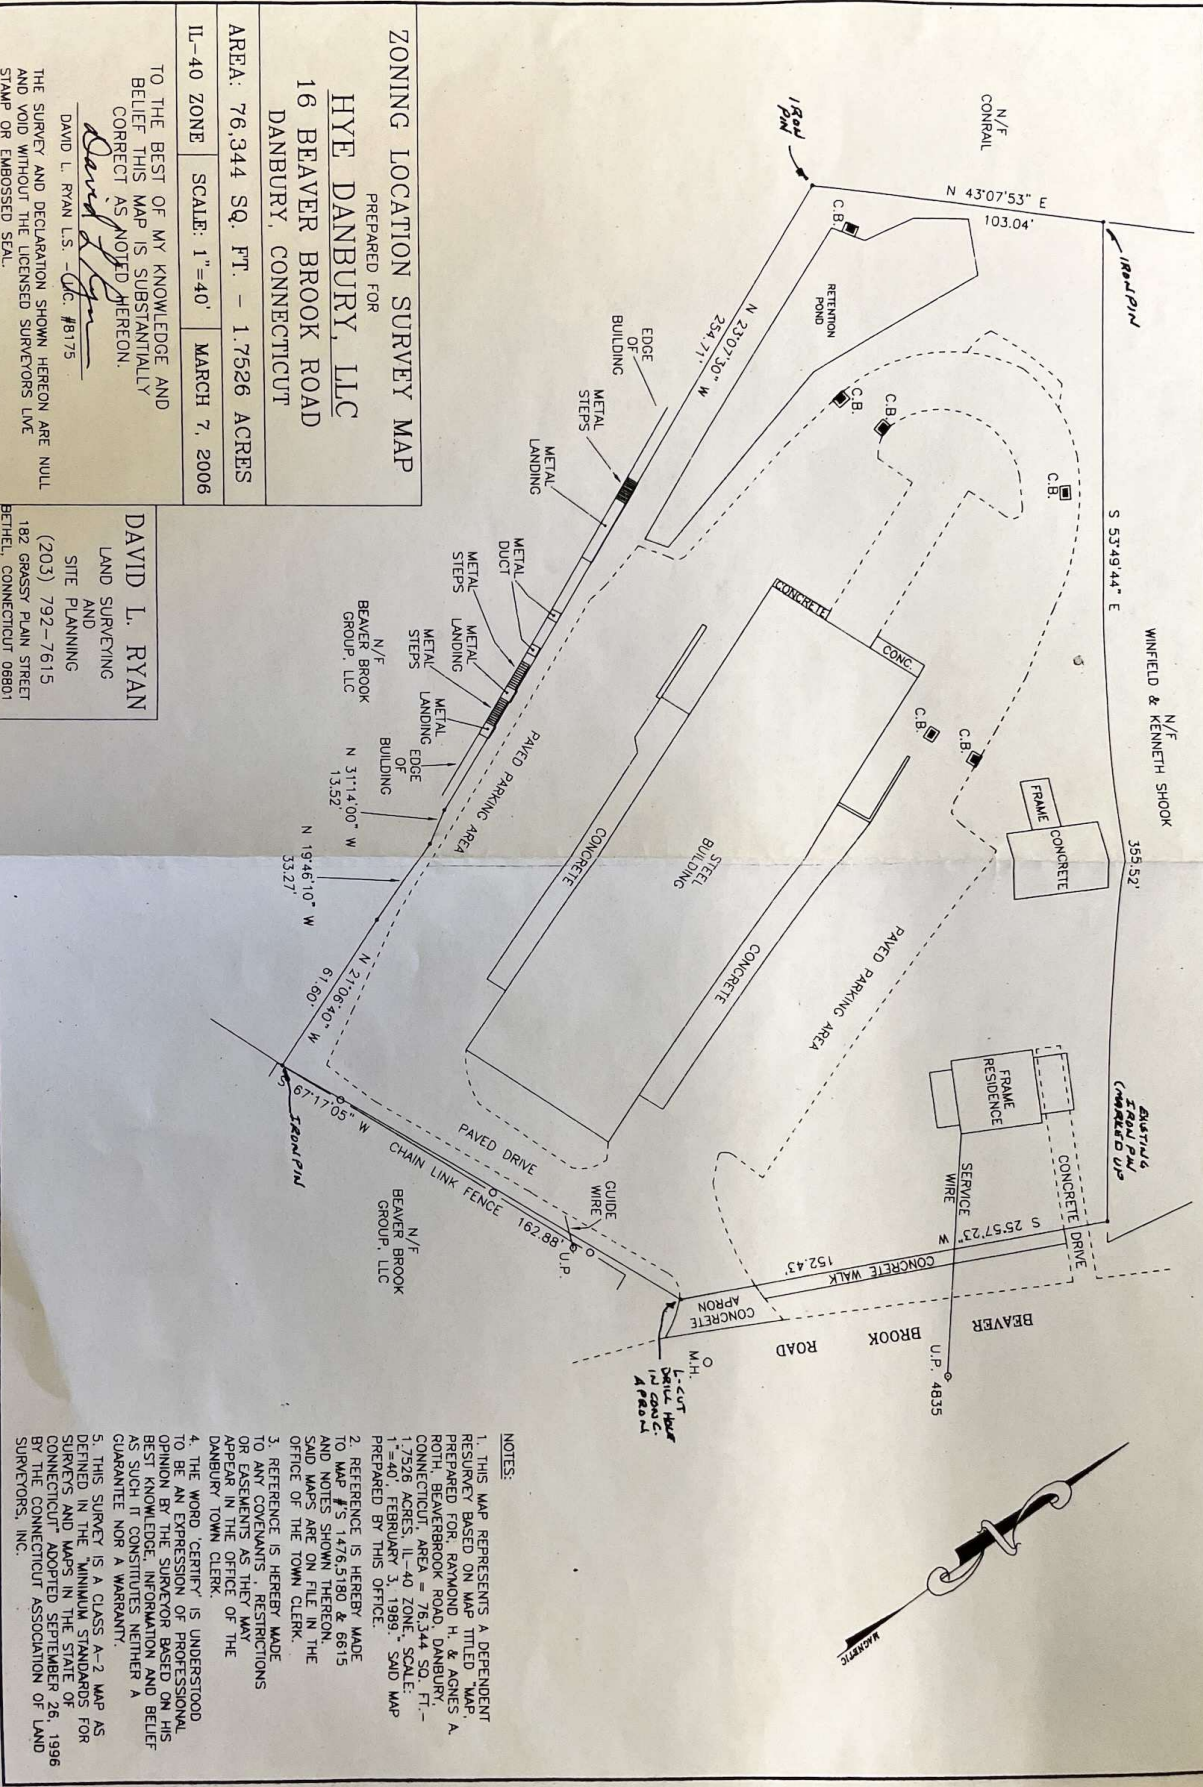 ZONING LOCATION SURVEY MAP
PREPARED FOR
HYE DANBURY, LLC
16 BEAVER BROOK ROAD
DANBURY, CONNECTICUT
AREA: 76,344 SQ. FT. - 1.7526 ACRES
IL-40 ZONE
SCALE: 1"=40'
MARCH 7, 2006
TO THE BEST OF MY KNOWLEDGE AND
BELIEF THIS MAP IS SUBSTANTIALLY
CORRECT AS NOTED HEREON.
David L Ryan
DAVID L. RYAN L.S. - LIC. #8175
THE SURVEY AND DECLARATION SHOWN HEREON ARE NULL
AND VOID WITHOUT THE LICENSED SURVEYORS LIVE
STAMP OR EMBOSSED SEAL.
DAVID L. RYAN
LAND SURVEYING
AND
SITE PLANNING
(203) 792-7615
182 GRASSY PLAIN STREET
BETHEL, CONNECTICUT 06801
N/F
CONRAIL
IRON
PIN
N 43°07'53" E
103.04'
IRON PIN
C.B.
RETENTION
POND
N 23°07'30" W
254.71'
EDGE
OF
BUILDING
METAL
STEPS
METAL
LANDING
METAL
DUCT
METAL
STEPS
METAL
LANDING
METAL
STEPS
METAL
LANDING
EDGE
OF
BUILDING
N/F
BEAVER BROOK
GROUP, LLC
N 31°14'00" W
13.52'
N 19°46'10" W
33.27'
N 21°06'40" W
61.60'
C.B.
C.B.
C.B.
S 53°49'44" E
355.52'
N/F
WINFIELD & KENNETH SHOOK
CONCRETE
CONC.
C.B.
C.B.
FRAME
CONCRETE
PAVED PARKING AREA
CONCRETE
STEEL
BUILDING
CONCRETE
PAVED PARKING AREA
FRAME
RESIDENCE
EXISTING
IRON PIN
(MARKED UP)
CONCRETE DRIVE
SERVICE
WIRE
S 25°57'23" W
152.43'
CONCRETE WALK
CONCRETE
APRON
BEAVER
BROOK
ROAD
U.P. 4835
M.H.
L-CUT
DRILL HOLE
IN CONC.
APRON
S 67°17'05" W
162.88'
IRON PIN
PAVED DRIVE
CHAIN LINK FENCE
GUIDE
WIRE
U.P.
N/F
BEAVER BROOK
GROUP, LLC
MAGNETIC
NOTES:
1. THIS MAP REPRESENTS A DEPENDENT
RESURVEY BASED ON MAP TITLED "MAP,
PREPARED FOR, RAYMOND H. & AGNES A.
ROTH, BEAVERBROOK ROAD, DANBURY,
CONNECTICUT, AREA = 76,344 SQ. FT.-
1.7526 ACRES, IL-40 ZONE, SCALE:
1"=40', FEBRUARY 3, 1989." SAID MAP
PREPARED BY THIS OFFICE.
2. REFERENCE IS HEREBY MADE
TO MAP #'S 1476,5180 & 6615
AND NOTES SHOWN THEREON.
SAID MAPS ARE ON FILE IN THE
OFFICE OF THE TOWN CLERK.
3. REFERENCE IS HEREBY MADE
TO ANY COVENANTS , RESTRICTIONS
OR EASEMENTS AS THEY MAY
APPEAR IN THE OFFICE OF THE
DANBURY TOWN CLERK.
4. THE WORD 'CERTIFY' IS UNDERSTOOD
TO BE AN EXPRESSION OF PROFESSIONAL
OPINION BY THE SURVEYOR BASED ON HIS
BEST KNOWLEDGE, INFORMATION AND BELIEF
AS SUCH IT CONSTITUTES NEITHER A
GUARANTEE NOR A WARRANTY.
5. THIS SURVEY IS A CLASS A-2 MAP AS
DEFINED IN THE "MINIMUM STANDARDS FOR
SURVEYS AND MAPS IN THE STATE OF
CONNECTICUT" ADOPTED SEPTEMBER 26, 1996
BY THE CONNECTICUT ASSOCIATION OF LAND
SURVEYORS, INC.